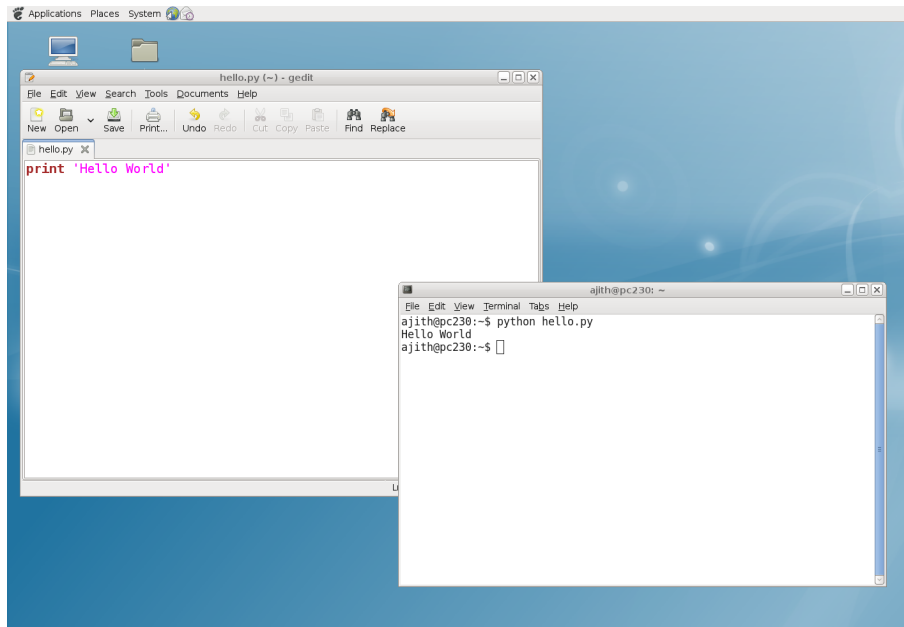 Applications Places System
hello.py (~) - gedit
File Edit View Search Tools Documents Help
New Open Save Print... Undo Redo Cut Copy Paste Find Replace
hello.py
print 'Hello World'
ajith@pc230: ~
File Edit View Terminal Tabs Help
ajith@pc230:~$ python hello.py
Hello World
ajith@pc230:~$